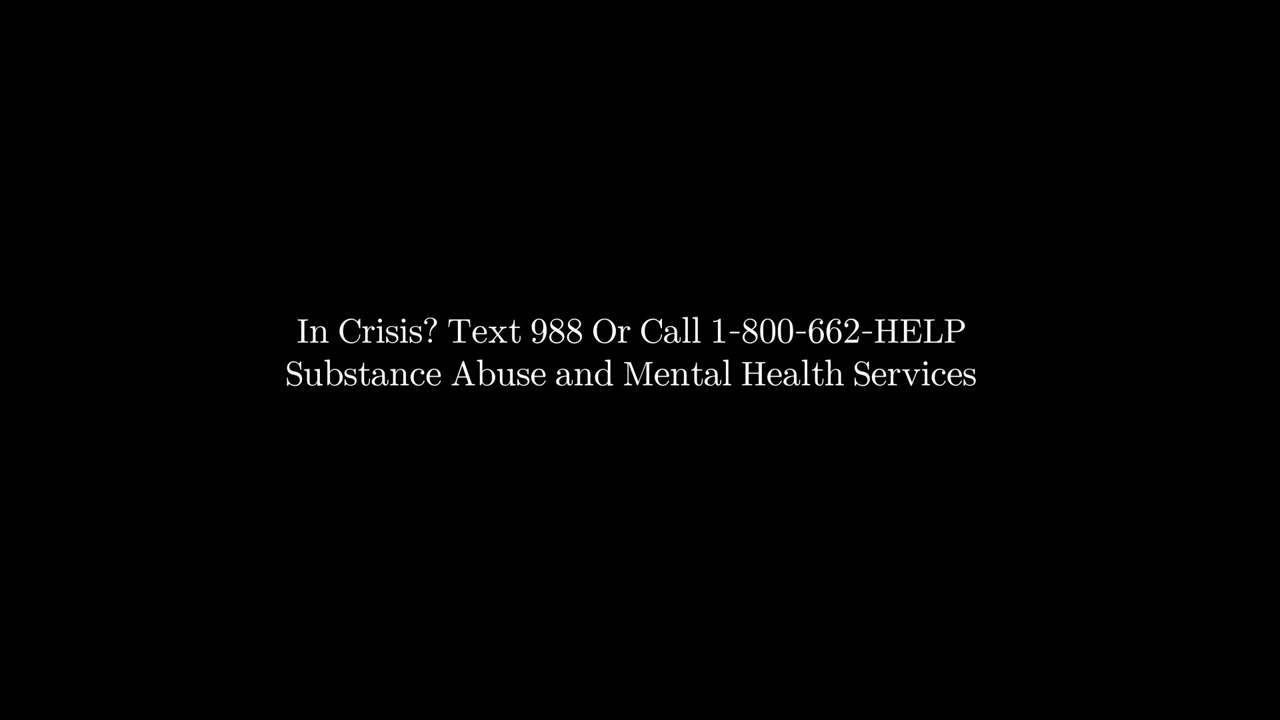 In Crisis? Text 988 Or Call 1-800-662-HELP
Substance Abuse and Mental Health Services